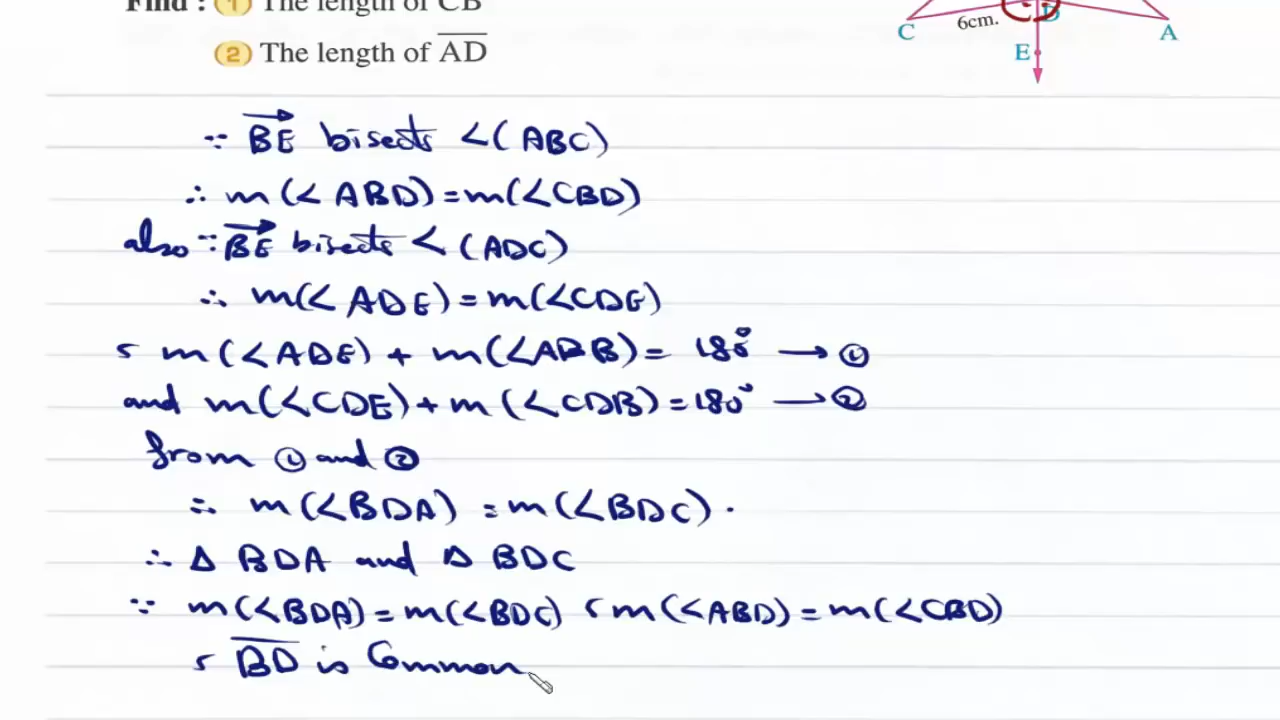 Find : 1 The length of CB
2 The length of AD
C 6cm. D A
E
∵ BE bisects <(ABC)
∴ m(<ABD)=m(<CBD)
also ∵ BE bisects <(ADC)
∴ m(<ADE)=m(<CDE)
, m(<ADE) + m(<ADB)= 180° → ①
and m(<CDE)+m(<CDB)=180° → ②
from ① and ②
∴ m(<BDA) = m(<BDC).
∴ Δ BDA and Δ BDC
∵ m(<BDA)=m(<BDC) , m(<ABD)=m(<CBD)
, BD is Common